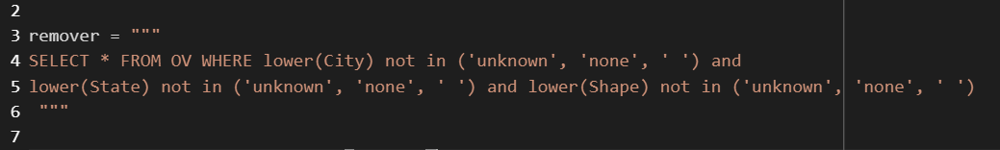 2
3 remover = """
4 SELECT * FROM OV WHERE lower(City) not in ('unknown', 'none', ' ') and
5 lower(State) not in ('unknown', 'none', ' ') and lower(Shape) not in ('unknown', 'none', ' ')
6  """
7